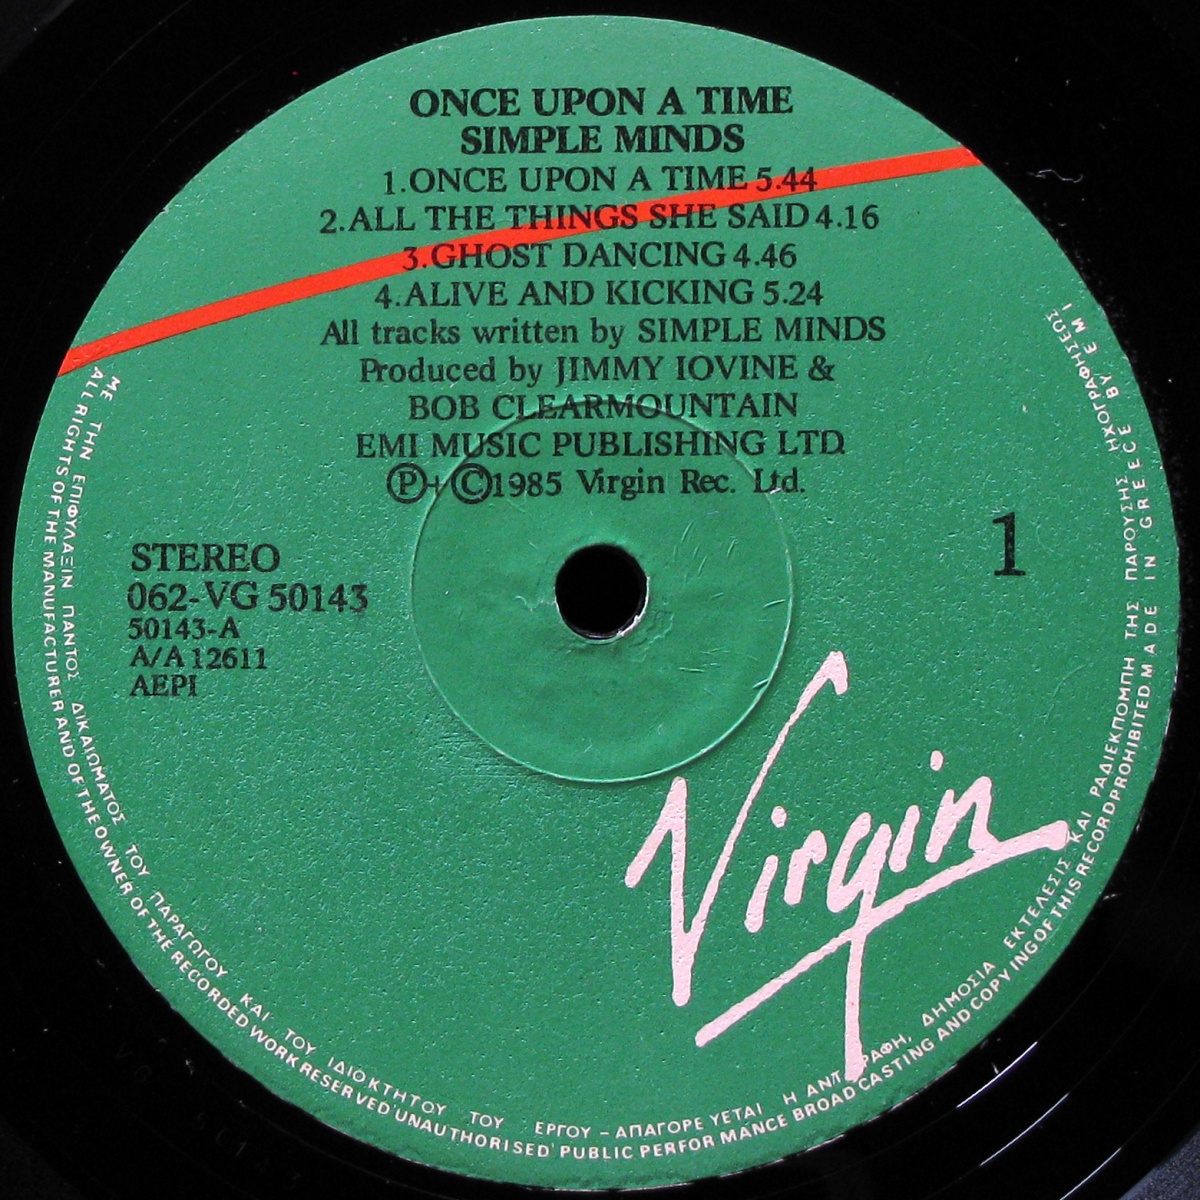 ONCE UPON A TIME
SIMPLE MINDS
1.ONCE UPON A TIME 5.44
2.ALL THE THINGS SHE SAID 4.16
3.GHOST DANCING 4.46
4.ALIVE AND KICKING 5.24
All tracks written by SIMPLE MINDS
Produced by JIMMY IOVINE &
BOB CLEARMOUNTAIN
EMI MUSIC PUBLISHING LTD.
Ⓟ+Ⓒ1985 Virgin Rec. Ltd.
STEREO
062-VG 50143
50143-A
A/A 12611
AEPI
1
Virgin
ΜΕ ΤΗΝ ΕΠΙΦΥΛΑΞΙΝ ΠΑΝΤΟΣ ΔΙΚΑΙΩΜΑΤΟΣ ΤΟΥ ΠΑΡΑΓΩΓΟΥ ΚΑΙ ΤΟΥ ΙΔΙΟΚΤΗΤΟΥ ΤΟΥ ΕΡΓΟΥ – ΑΠΑΓΟΡΕΥΕΤΑΙ Η ΑΝΤΙΓΡΑΦΗ, ΔΗΜΟΣΙΑ ΕΚΤΕΛΕΣΙΣ ΚΑΙ ΡΑΔΙΕΚΠΟΜΠΗ ΤΗΣ ΠΑΡΟΥΣΗΣ ΗΧΟΓΡΑΦΗΣΕΩΣ
ALL RIGHTS OF THE MANUFACTURER AND OF THE OWNER OF THE RECORDED WORK RESERVED 'UNAUTHORISED' PUBLIC PERFORMANCE BROADCASTING AND COPYING OF THIS RECORD PROHIBITED MADE IN GREECE BY EMI